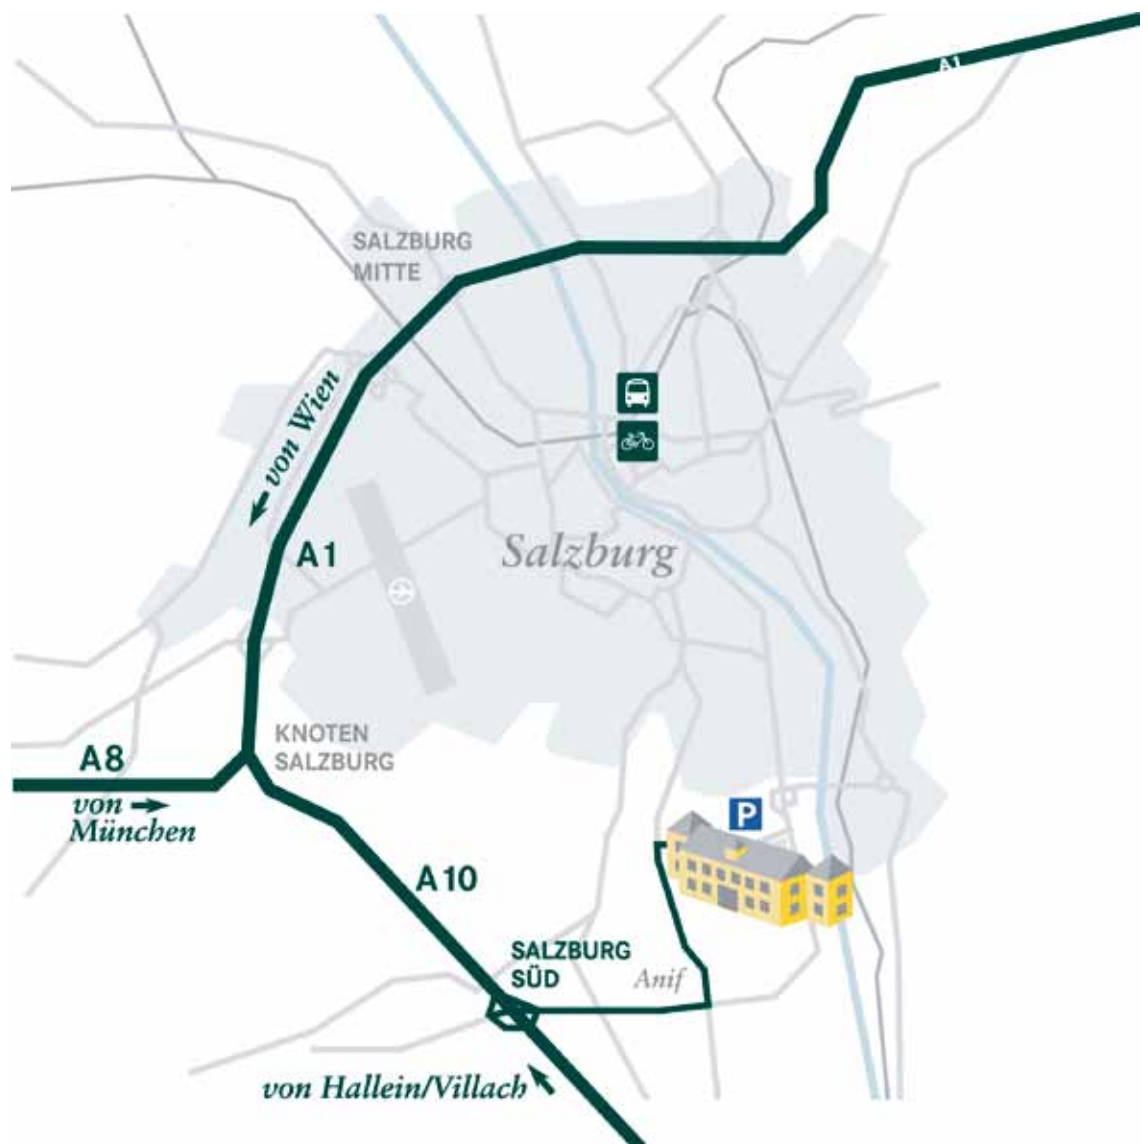 A1
SALZBURG
MITTE
von Wien
A1
Salzburg
KNOTEN
SALZBURG
A8
von
München
P
A10
SALZBURG
SÜD
Anif
von Hallein/Villach